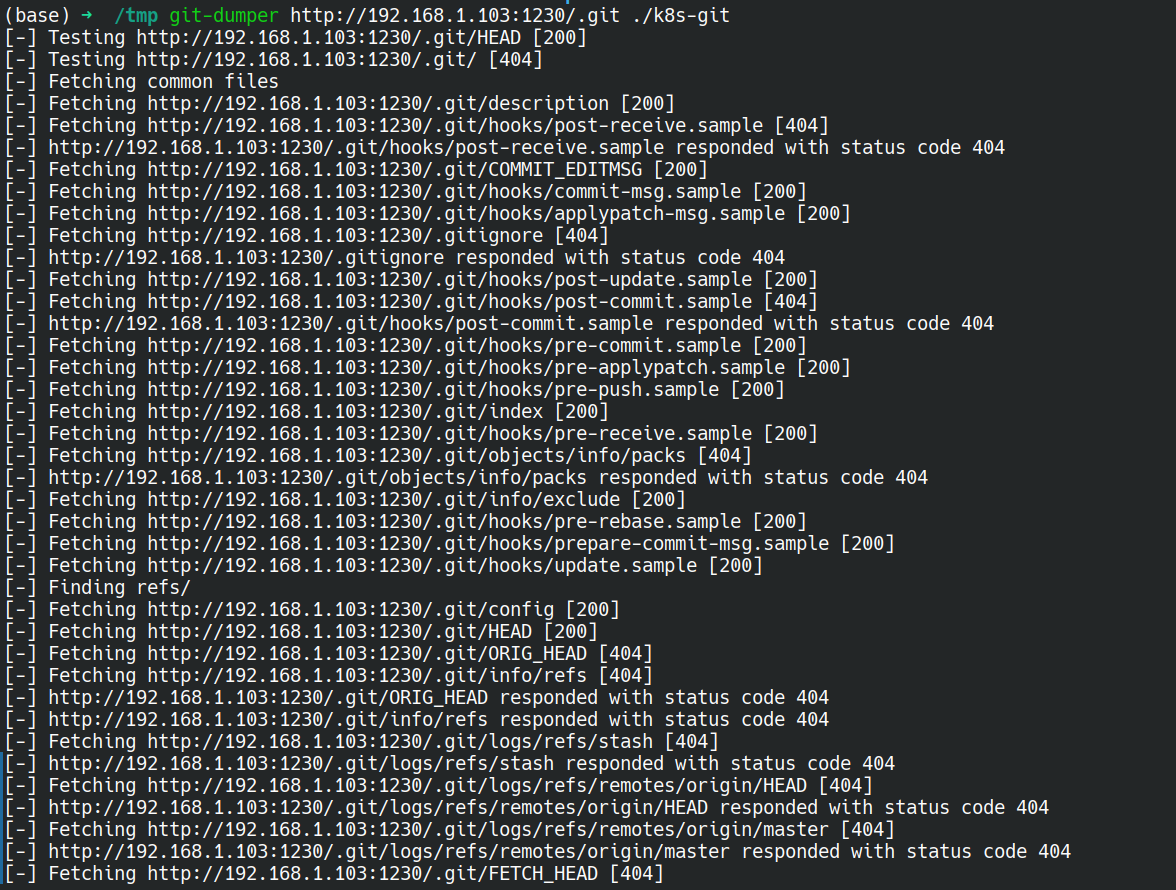 (base) ➜  /tmp git-dumper http://192.168.1.103:1230/.git ./k8s-git
[-] Testing http://192.168.1.103:1230/.git/HEAD [200]
[-] Testing http://192.168.1.103:1230/.git/ [404]
[-] Fetching common files
[-] Fetching http://192.168.1.103:1230/.git/description [200]
[-] Fetching http://192.168.1.103:1230/.git/hooks/post-receive.sample [404]
[-] http://192.168.1.103:1230/.git/hooks/post-receive.sample responded with status code 404
[-] Fetching http://192.168.1.103:1230/.git/COMMIT_EDITMSG [200]
[-] Fetching http://192.168.1.103:1230/.git/hooks/commit-msg.sample [200]
[-] Fetching http://192.168.1.103:1230/.git/hooks/applypatch-msg.sample [200]
[-] Fetching http://192.168.1.103:1230/.gitignore [404]
[-] http://192.168.1.103:1230/.gitignore responded with status code 404
[-] Fetching http://192.168.1.103:1230/.git/hooks/post-update.sample [200]
[-] Fetching http://192.168.1.103:1230/.git/hooks/post-commit.sample [404]
[-] http://192.168.1.103:1230/.git/hooks/post-commit.sample responded with status code 404
[-] Fetching http://192.168.1.103:1230/.git/hooks/pre-commit.sample [200]
[-] Fetching http://192.168.1.103:1230/.git/hooks/pre-applypatch.sample [200]
[-] Fetching http://192.168.1.103:1230/.git/hooks/pre-push.sample [200]
[-] Fetching http://192.168.1.103:1230/.git/index [200]
[-] Fetching http://192.168.1.103:1230/.git/hooks/pre-receive.sample [200]
[-] Fetching http://192.168.1.103:1230/.git/objects/info/packs [404]
[-] http://192.168.1.103:1230/.git/objects/info/packs responded with status code 404
[-] Fetching http://192.168.1.103:1230/.git/info/exclude [200]
[-] Fetching http://192.168.1.103:1230/.git/hooks/pre-rebase.sample [200]
[-] Fetching http://192.168.1.103:1230/.git/hooks/prepare-commit-msg.sample [200]
[-] Fetching http://192.168.1.103:1230/.git/hooks/update.sample [200]
[-] Finding refs/
[-] Fetching http://192.168.1.103:1230/.git/config [200]
[-] Fetching http://192.168.1.103:1230/.git/HEAD [200]
[-] Fetching http://192.168.1.103:1230/.git/ORIG_HEAD [404]
[-] Fetching http://192.168.1.103:1230/.git/info/refs [404]
[-] http://192.168.1.103:1230/.git/ORIG_HEAD responded with status code 404
[-] http://192.168.1.103:1230/.git/info/refs responded with status code 404
[-] Fetching http://192.168.1.103:1230/.git/logs/refs/stash [404]
[-] http://192.168.1.103:1230/.git/logs/refs/stash responded with status code 404
[-] Fetching http://192.168.1.103:1230/.git/logs/refs/remotes/origin/HEAD [404]
[-] http://192.168.1.103:1230/.git/logs/refs/remotes/origin/HEAD responded with status code 404
[-] Fetching http://192.168.1.103:1230/.git/logs/refs/remotes/origin/master [404]
[-] http://192.168.1.103:1230/.git/logs/refs/remotes/origin/master responded with status code 404
[-] Fetching http://192.168.1.103:1230/.git/FETCH_HEAD [404]